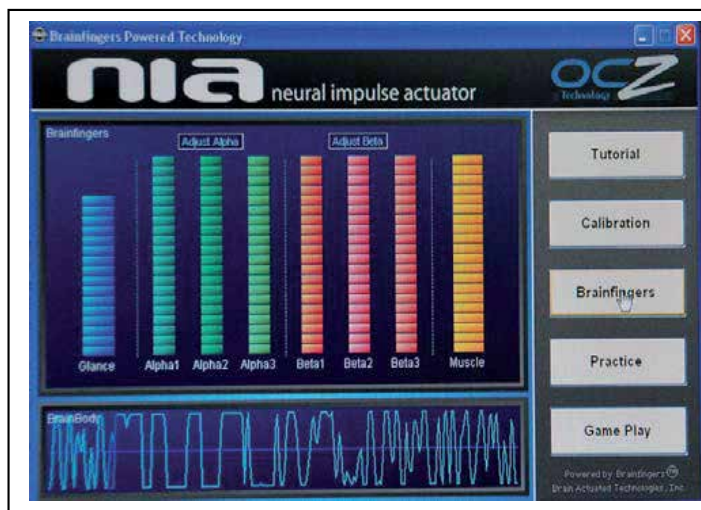 Brainfingers Powered Technology
nia neural impulse actuator
OCZ
Technology
Brainfingers
Adjust Alpha
Adjust Beta
Glance
Alpha1
Alpha2
Alpha3
Beta1
Beta2
Beta3
Muscle
BrainBody
Tutorial
Calibration
Brainfingers
Practice
Game Play
Powered by Brainfingers
Brain Actuated Technologies, Inc.